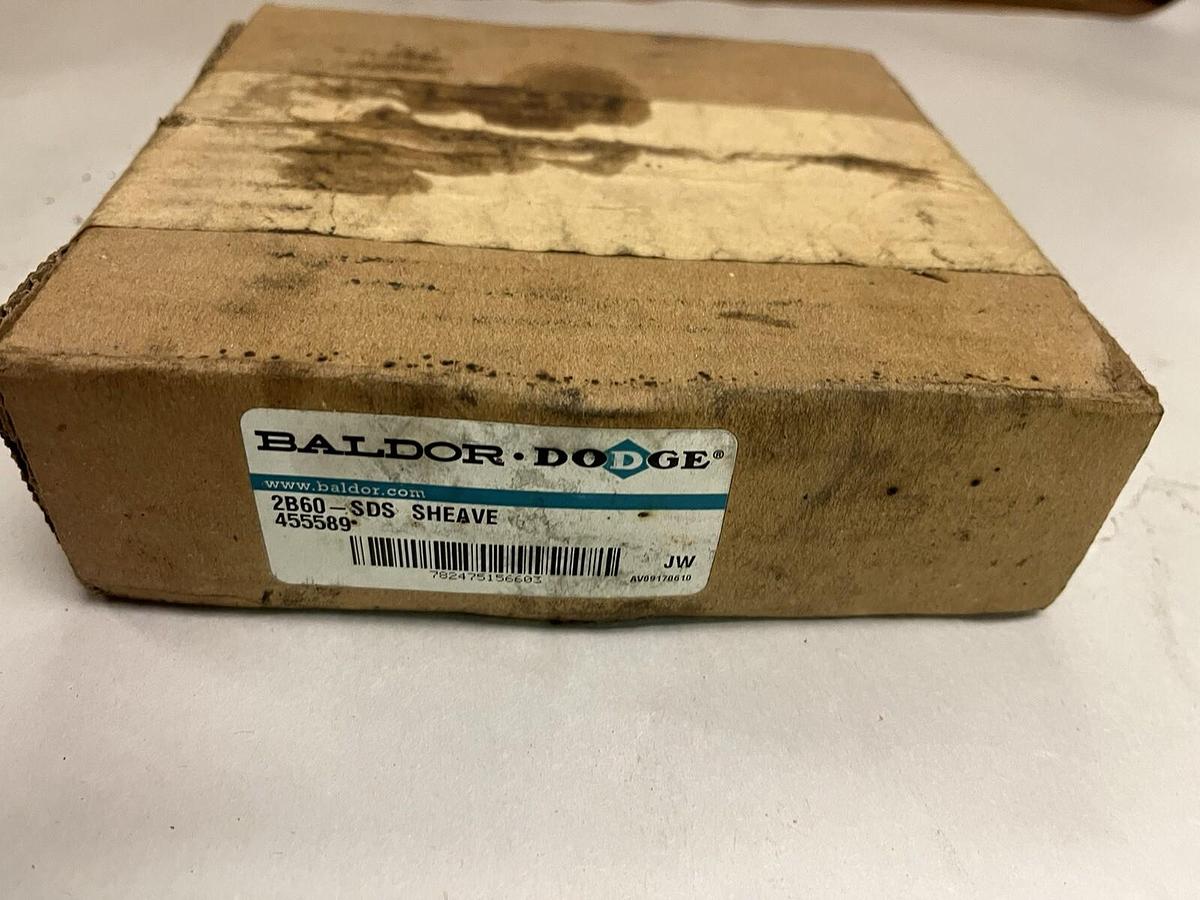 BALDOR • DODGE®
www.baldor.com
2B60-SDS SHEAVE
455589
782475156603
JW
AV09170610